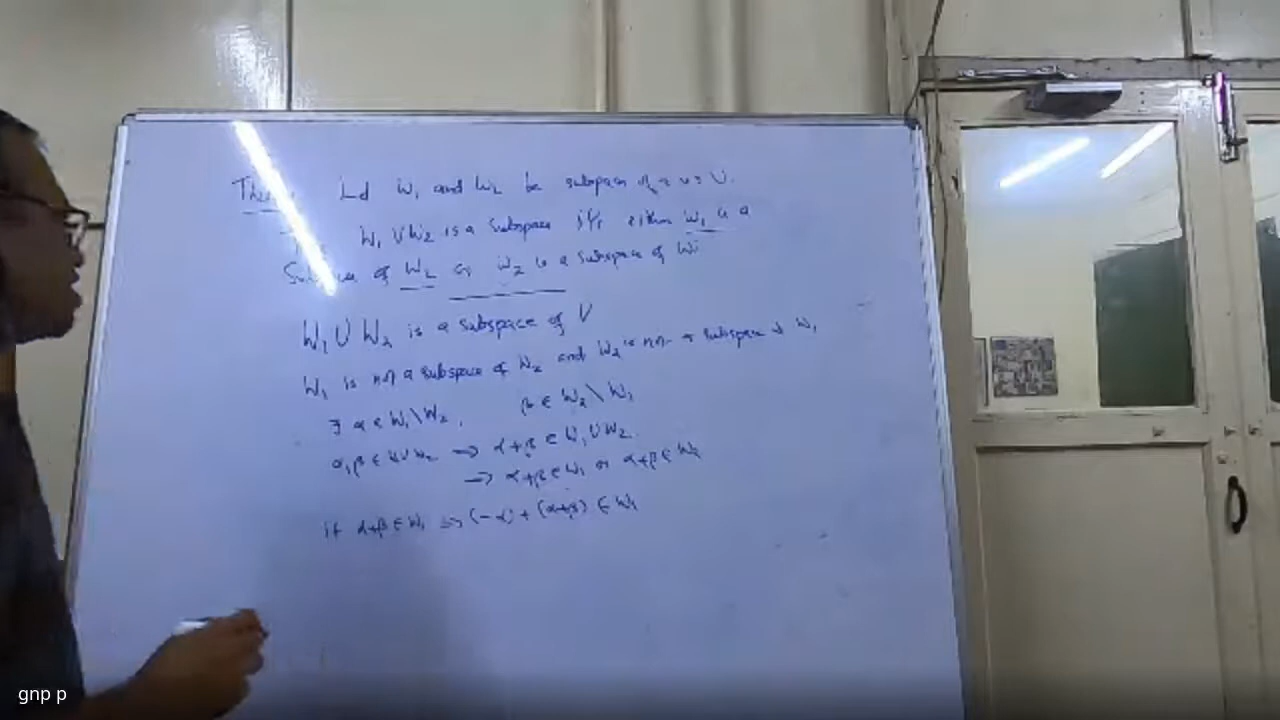 Let W₁ and W₂ be subspaces of a v.s V.
W₁ ∪ W₂ is a subspace iff either W₁ is a
of W₂ or W₂ is a subspace of W₁
W₁ ∪ W₂ is a subspace of V
W₁ is not a subspace of W₂ and W₂ is not a subspace of W₁
∃ α ∈ W₁\W₂, β ∈ W₂\W₁
α, β ∈ W₁∪W₂ → α+β ∈ W₁∪W₂
→ α+β ∈ W₁ or α+β ∈ W₂
if α+β ∈ W₁ ⇒ (-α) + (α+β) ∈ W₁
gnp p